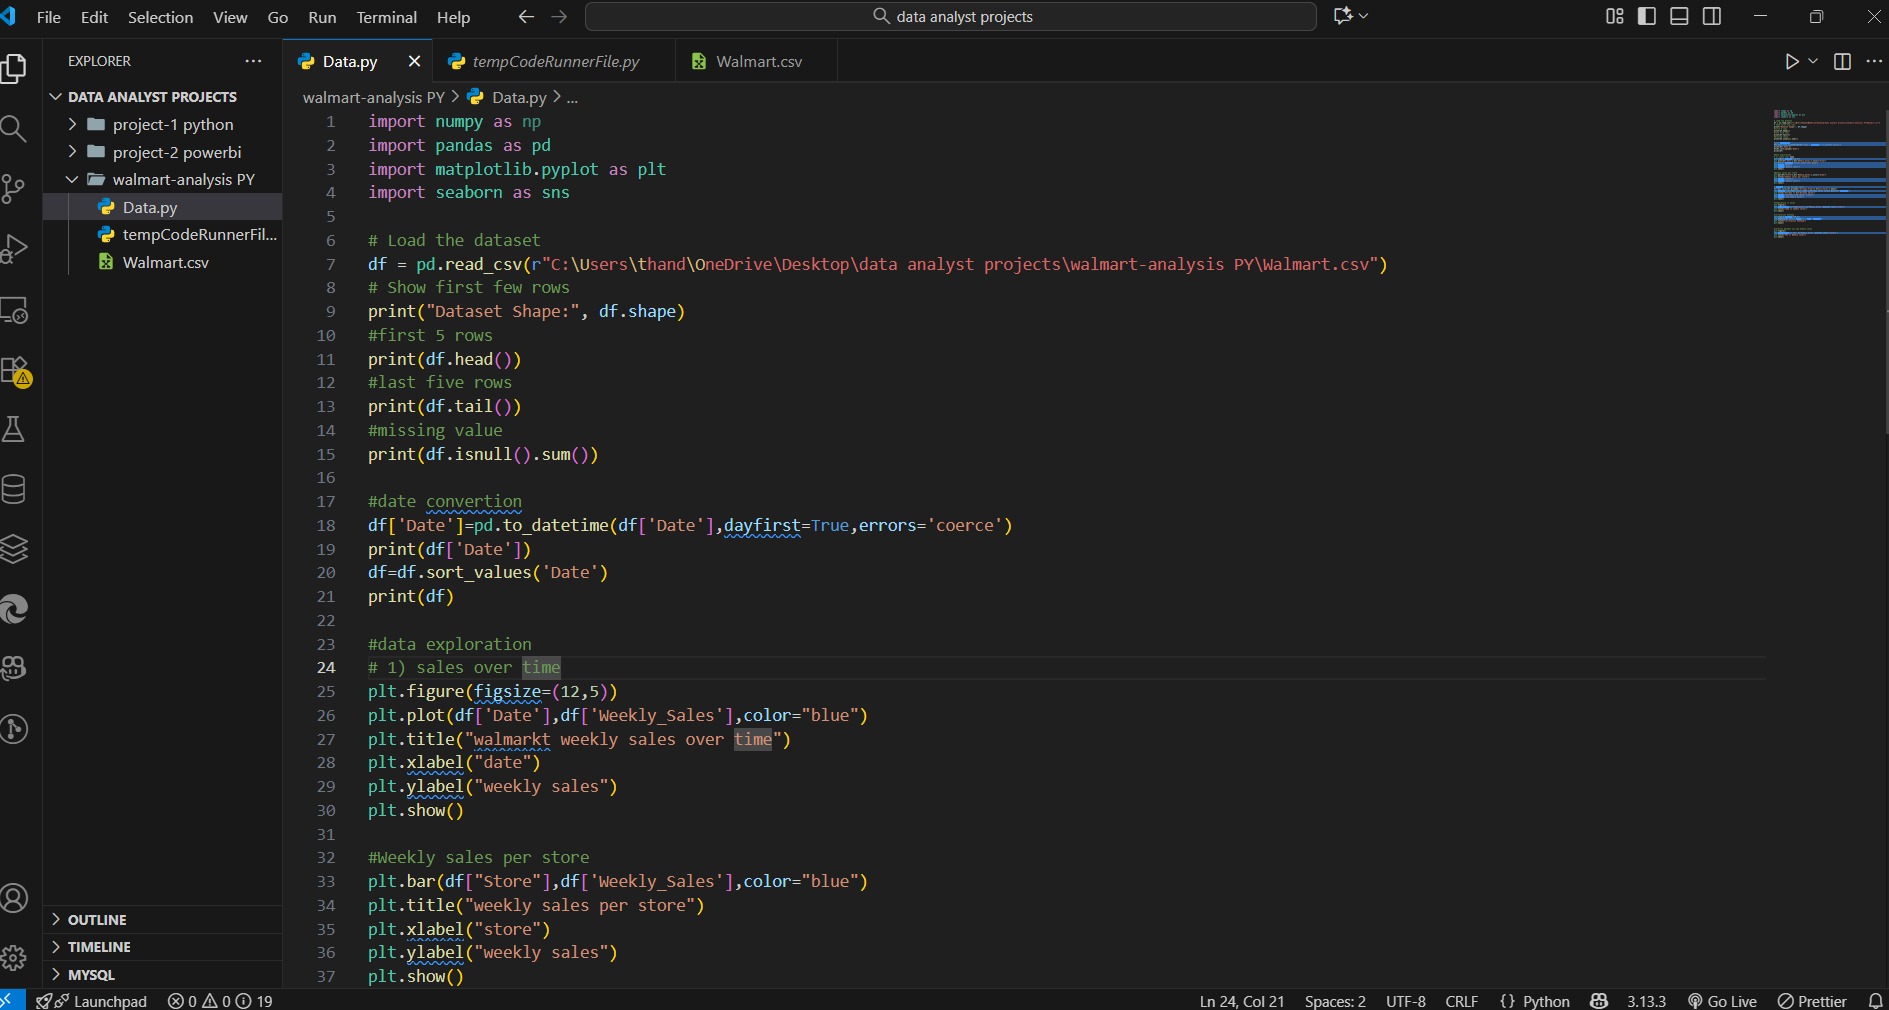 File Edit Selection View Go Run Terminal Help
data analyst projects
EXPLORER
DATA ANALYST PROJECTS
project-1 python
project-2 powerbi
walmart-analysis PY
Data.py
tempCodeRunnerFil...
Walmart.csv
OUTLINE
TIMELINE
MYSQL
Data.py tempCodeRunnerFile.py Walmart.csv
walmart-analysis PY > Data.py > ...
1 import numpy as np
2 import pandas as pd
3 import matplotlib.pyplot as plt
4 import seaborn as sns
5
6 # Load the dataset
7 df = pd.read_csv(r"C:\Users\thand\OneDrive\Desktop\data analyst projects\walmart-analysis PY\Walmart.csv")
8 # Show first few rows
9 print("Dataset Shape:", df.shape)
10 #first 5 rows
11 print(df.head())
12 #last five rows
13 print(df.tail())
14 #missing value
15 print(df.isnull().sum())
16
17 #date convertion
18 df['Date']=pd.to_datetime(df['Date'],dayfirst=True,errors='coerce')
19 print(df['Date'])
20 df=df.sort_values('Date')
21 print(df)
22
23 #data exploration
24 # 1) sales over time
25 plt.figure(figsize=(12,5))
26 plt.plot(df['Date'],df['Weekly_Sales'],color="blue")
27 plt.title("walmarkt weekly sales over time")
28 plt.xlabel("date")
29 plt.ylabel("weekly sales")
30 plt.show()
31
32 #Weekly sales per store
33 plt.bar(df["Store"],df['Weekly_Sales'],color="blue")
34 plt.title("weekly sales per store")
35 plt.xlabel("store")
36 plt.ylabel("weekly sales")
37 plt.show()
Launchpad 0 0 19 Ln 24, Col 21 Spaces: 2 UTF-8 CRLF {} Python 3.13.3 Go Live Prettier